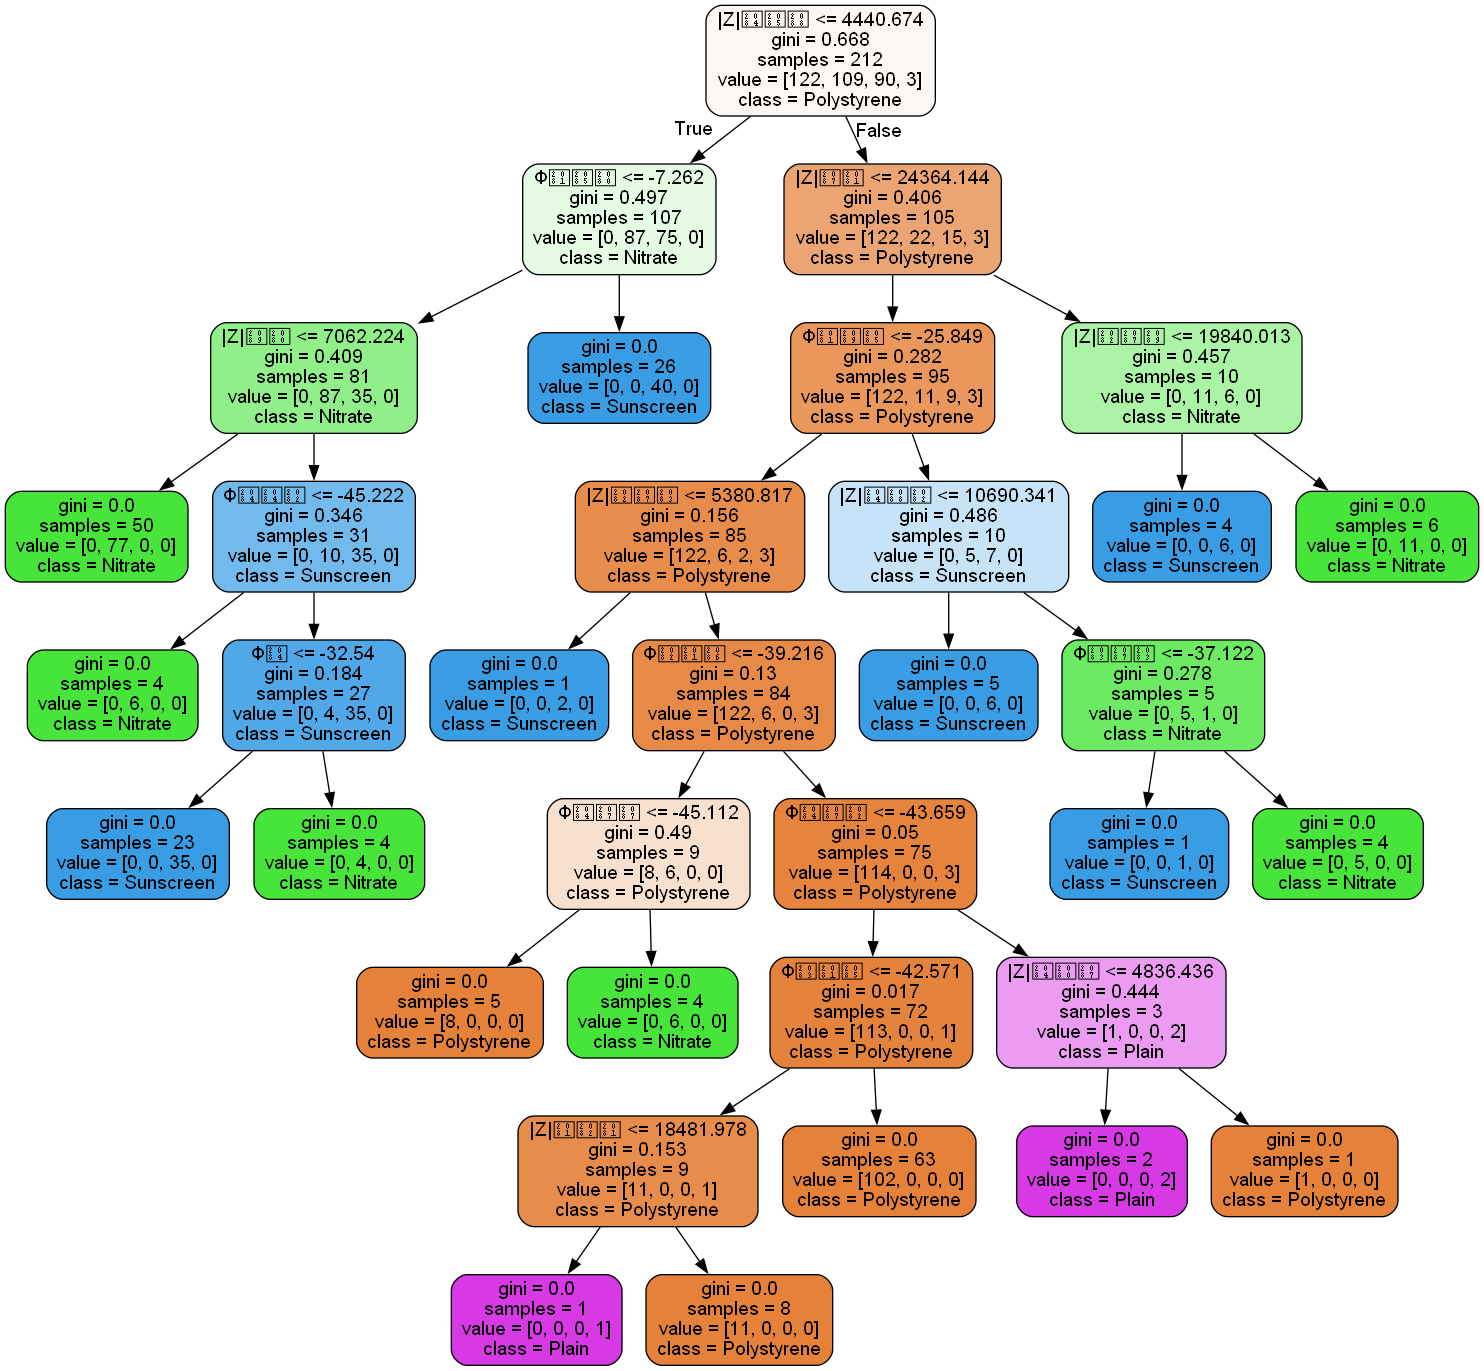 |Z| <= 4440.674
gini = 0.668
samples = 212
value = [122, 109, 90, 3]
class = Polystyrene
True
False
Φ <= -7.262
gini = 0.497
samples = 107
value = [0, 87, 75, 0]
class = Nitrate
|Z| <= 24364.144
gini = 0.406
samples = 105
value = [122, 22, 15, 3]
class = Polystyrene
|Z| <= 7062.224
gini = 0.409
samples = 81
value = [0, 87, 35, 0]
class = Nitrate
gini = 0.0
samples = 26
value = [0, 0, 40, 0]
class = Sunscreen
Φ <= -25.849
gini = 0.282
samples = 95
value = [122, 11, 9, 3]
class = Polystyrene
|Z| <= 19840.013
gini = 0.457
samples = 10
value = [0, 11, 6, 0]
class = Nitrate
gini = 0.0
samples = 50
value = [0, 77, 0, 0]
class = Nitrate
Φ <= -45.222
gini = 0.346
samples = 31
value = [0, 10, 35, 0]
class = Sunscreen
|Z| <= 5380.817
gini = 0.156
samples = 85
value = [122, 6, 2, 3]
class = Polystyrene
|Z| <= 10690.341
gini = 0.486
samples = 10
value = [0, 5, 7, 0]
class = Sunscreen
gini = 0.0
samples = 4
value = [0, 0, 6, 0]
class = Sunscreen
gini = 0.0
samples = 6
value = [0, 11, 0, 0]
class = Nitrate
gini = 0.0
samples = 4
value = [0, 6, 0, 0]
class = Nitrate
Φ <= -32.54
gini = 0.184
samples = 27
value = [0, 4, 35, 0]
class = Sunscreen
gini = 0.0
samples = 1
value = [0, 0, 2, 0]
class = Sunscreen
Φ <= -39.216
gini = 0.13
samples = 84
value = [122, 6, 0, 3]
class = Polystyrene
gini = 0.0
samples = 5
value = [0, 0, 6, 0]
class = Sunscreen
Φ <= -37.122
gini = 0.278
samples = 5
value = [0, 5, 1, 0]
class = Nitrate
gini = 0.0
samples = 23
value = [0, 0, 35, 0]
class = Sunscreen
gini = 0.0
samples = 4
value = [0, 4, 0, 0]
class = Nitrate
Φ <= -45.112
gini = 0.49
samples = 9
value = [8, 6, 0, 0]
class = Polystyrene
Φ <= -43.659
gini = 0.05
samples = 75
value = [114, 0, 0, 3]
class = Polystyrene
gini = 0.0
samples = 1
value = [0, 0, 1, 0]
class = Sunscreen
gini = 0.0
samples = 4
value = [0, 5, 0, 0]
class = Nitrate
gini = 0.0
samples = 5
value = [8, 0, 0, 0]
class = Polystyrene
gini = 0.0
samples = 4
value = [0, 6, 0, 0]
class = Nitrate
Φ <= -42.571
gini = 0.017
samples = 72
value = [113, 0, 0, 1]
class = Polystyrene
|Z| <= 4836.436
gini = 0.444
samples = 3
value = [1, 0, 0, 2]
class = Plain
|Z| <= 18481.978
gini = 0.153
samples = 9
value = [11, 0, 0, 1]
class = Polystyrene
gini = 0.0
samples = 63
value = [102, 0, 0, 0]
class = Polystyrene
gini = 0.0
samples = 2
value = [0, 0, 0, 2]
class = Plain
gini = 0.0
samples = 1
value = [1, 0, 0, 0]
class = Polystyrene
gini = 0.0
samples = 1
value = [0, 0, 0, 1]
class = Plain
gini = 0.0
samples = 8
value = [11, 0, 0, 0]
class = Polystyrene